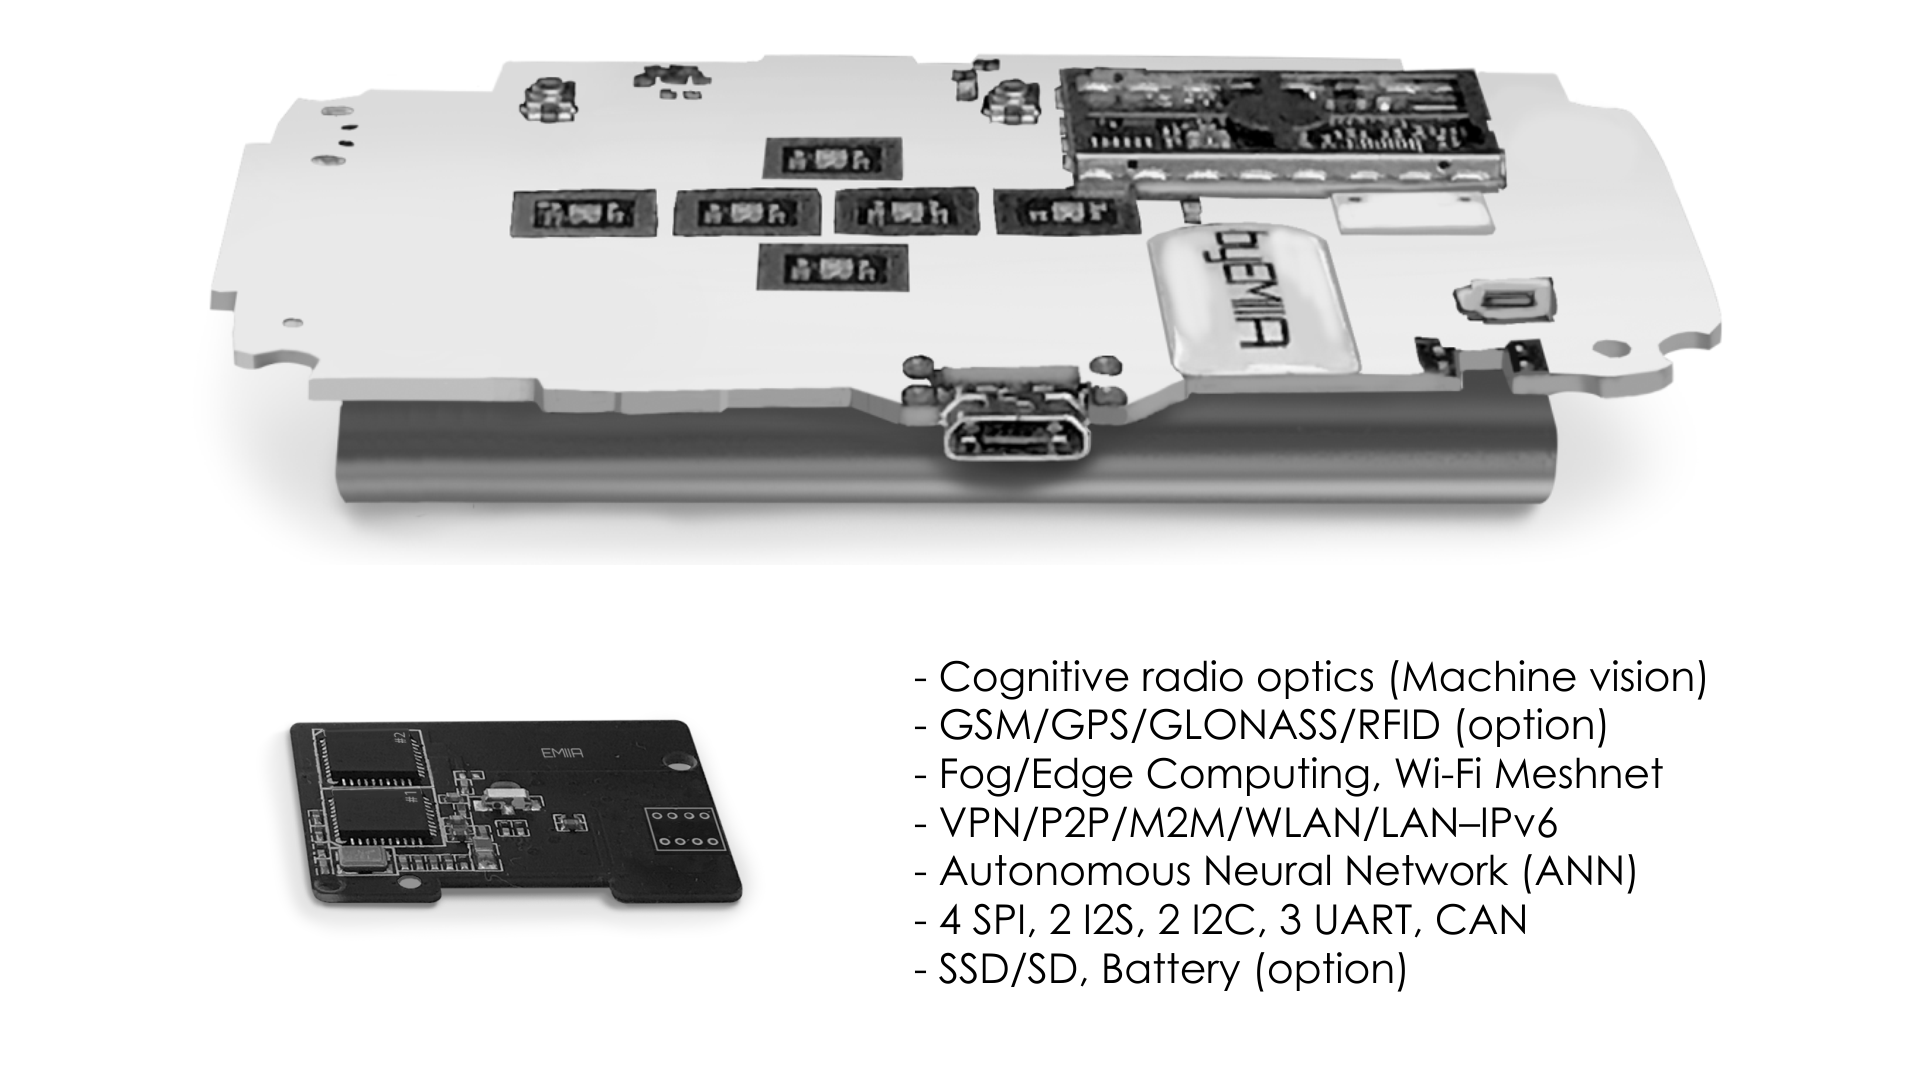 byEMIIA
#2
EMIIA
#1
- Cognitive radio optics (Machine vision)
- GSM/GPS/GLONASS/RFID (option)
- Fog/Edge Computing, Wi-Fi Meshnet
- VPN/P2P/M2M/WLAN/LAN–IPv6
- Autonomous Neural Network (ANN)
- 4 SPI, 2 I2S, 2 I2C, 3 UART, CAN
- SSD/SD, Battery (option)